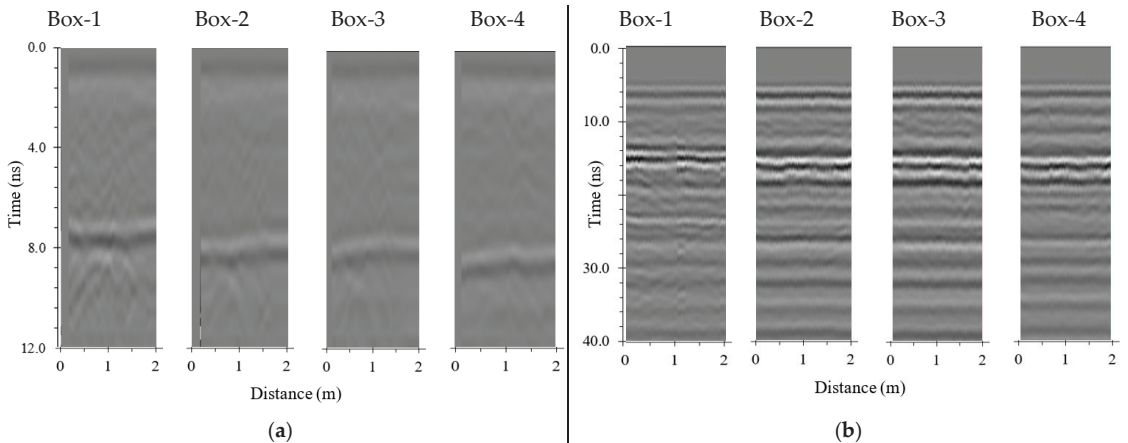 Box-1 Box-2 Box-3 Box-4
0.0
4.0
8.0
12.0
Time (ns)
0 1 2 0 1 2 0 1 2 0 1 2
Distance (m)
(a)
Box-1 Box-2 Box-3 Box-4
0.0
10.0
30.0
40.0
Time (ns)
0 1 2 0 1 2 0 1 2 0 1 2
Distance (m)
(b)